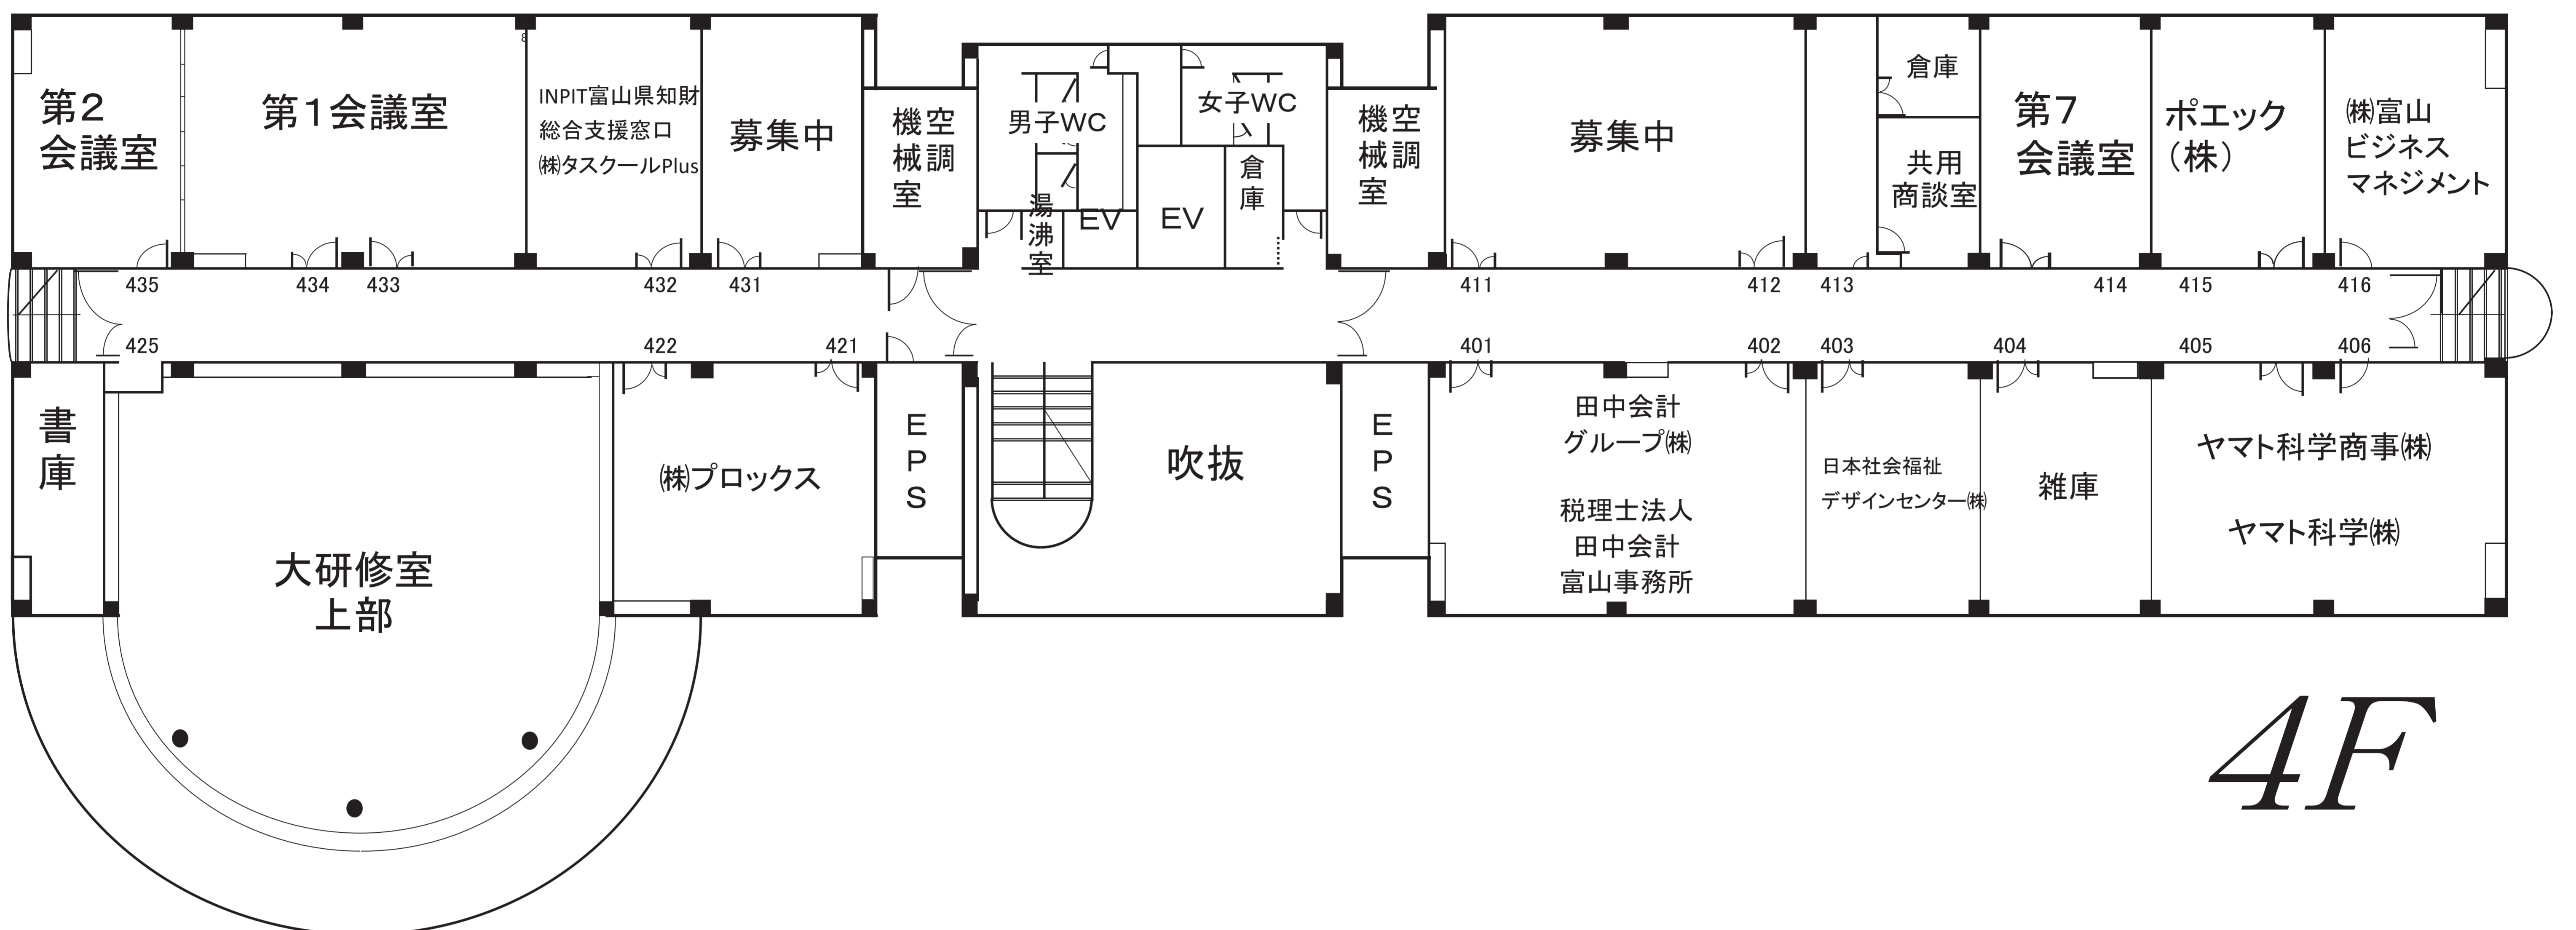 第２
会議室
第１会議室
INPIT富山県知財
総合支援窓口
㈱タスクールPlus
募集中
空調
機械室
男子WC
女子WC
湯沸室
EV
EV
倉庫
空調
機械室
募集中
倉庫
共用
商談室
第７
会議室
ポエック
（株）
㈱富山
ビジネス
マネジメント
435
434
433
432
431
411
412
413
414
415
416
425
422
421
401
402
403
404
405
406
書庫
大研修室
上部
㈱プロックス
EPS
吹抜
EPS
田中会計
グループ㈱
税理士法人
田中会計
富山事務所
日本社会福祉
デザインセンター㈱
雑庫
ヤマト科学商事㈱
ヤマト科学㈱
4F